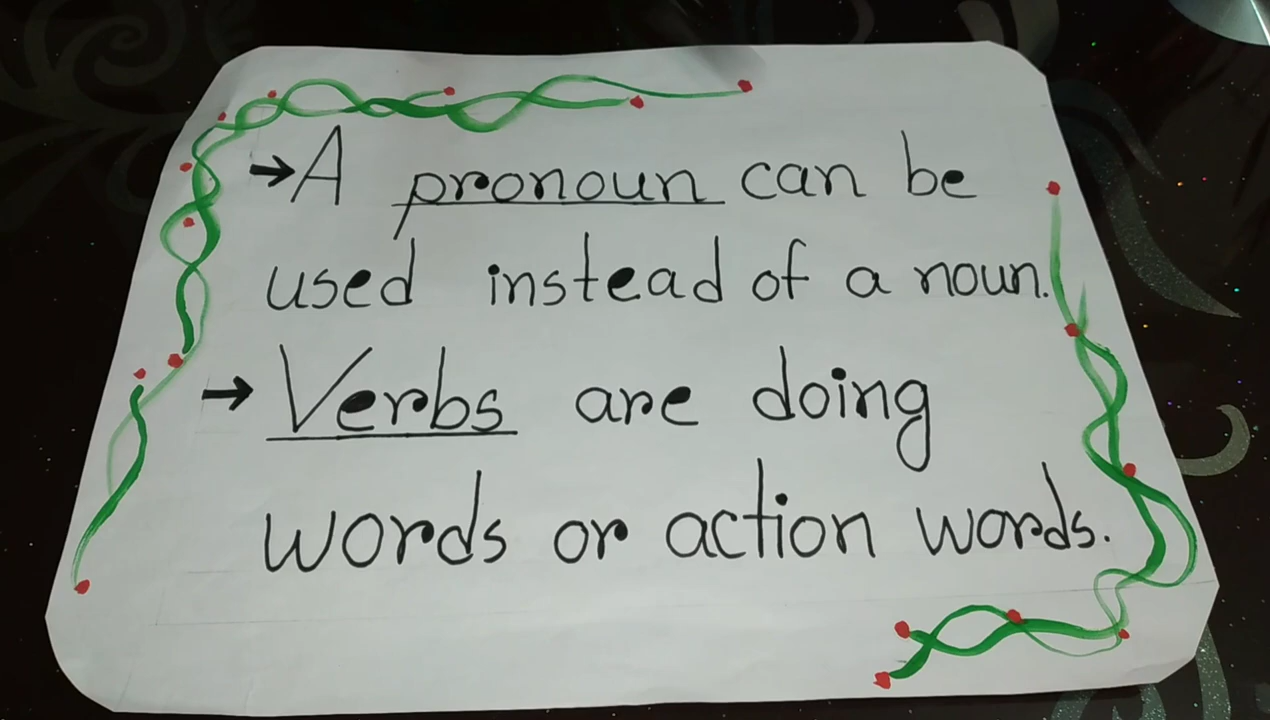 →A pronoun can be
used instead of a noun.
→ Verbs are doing
words or action words.